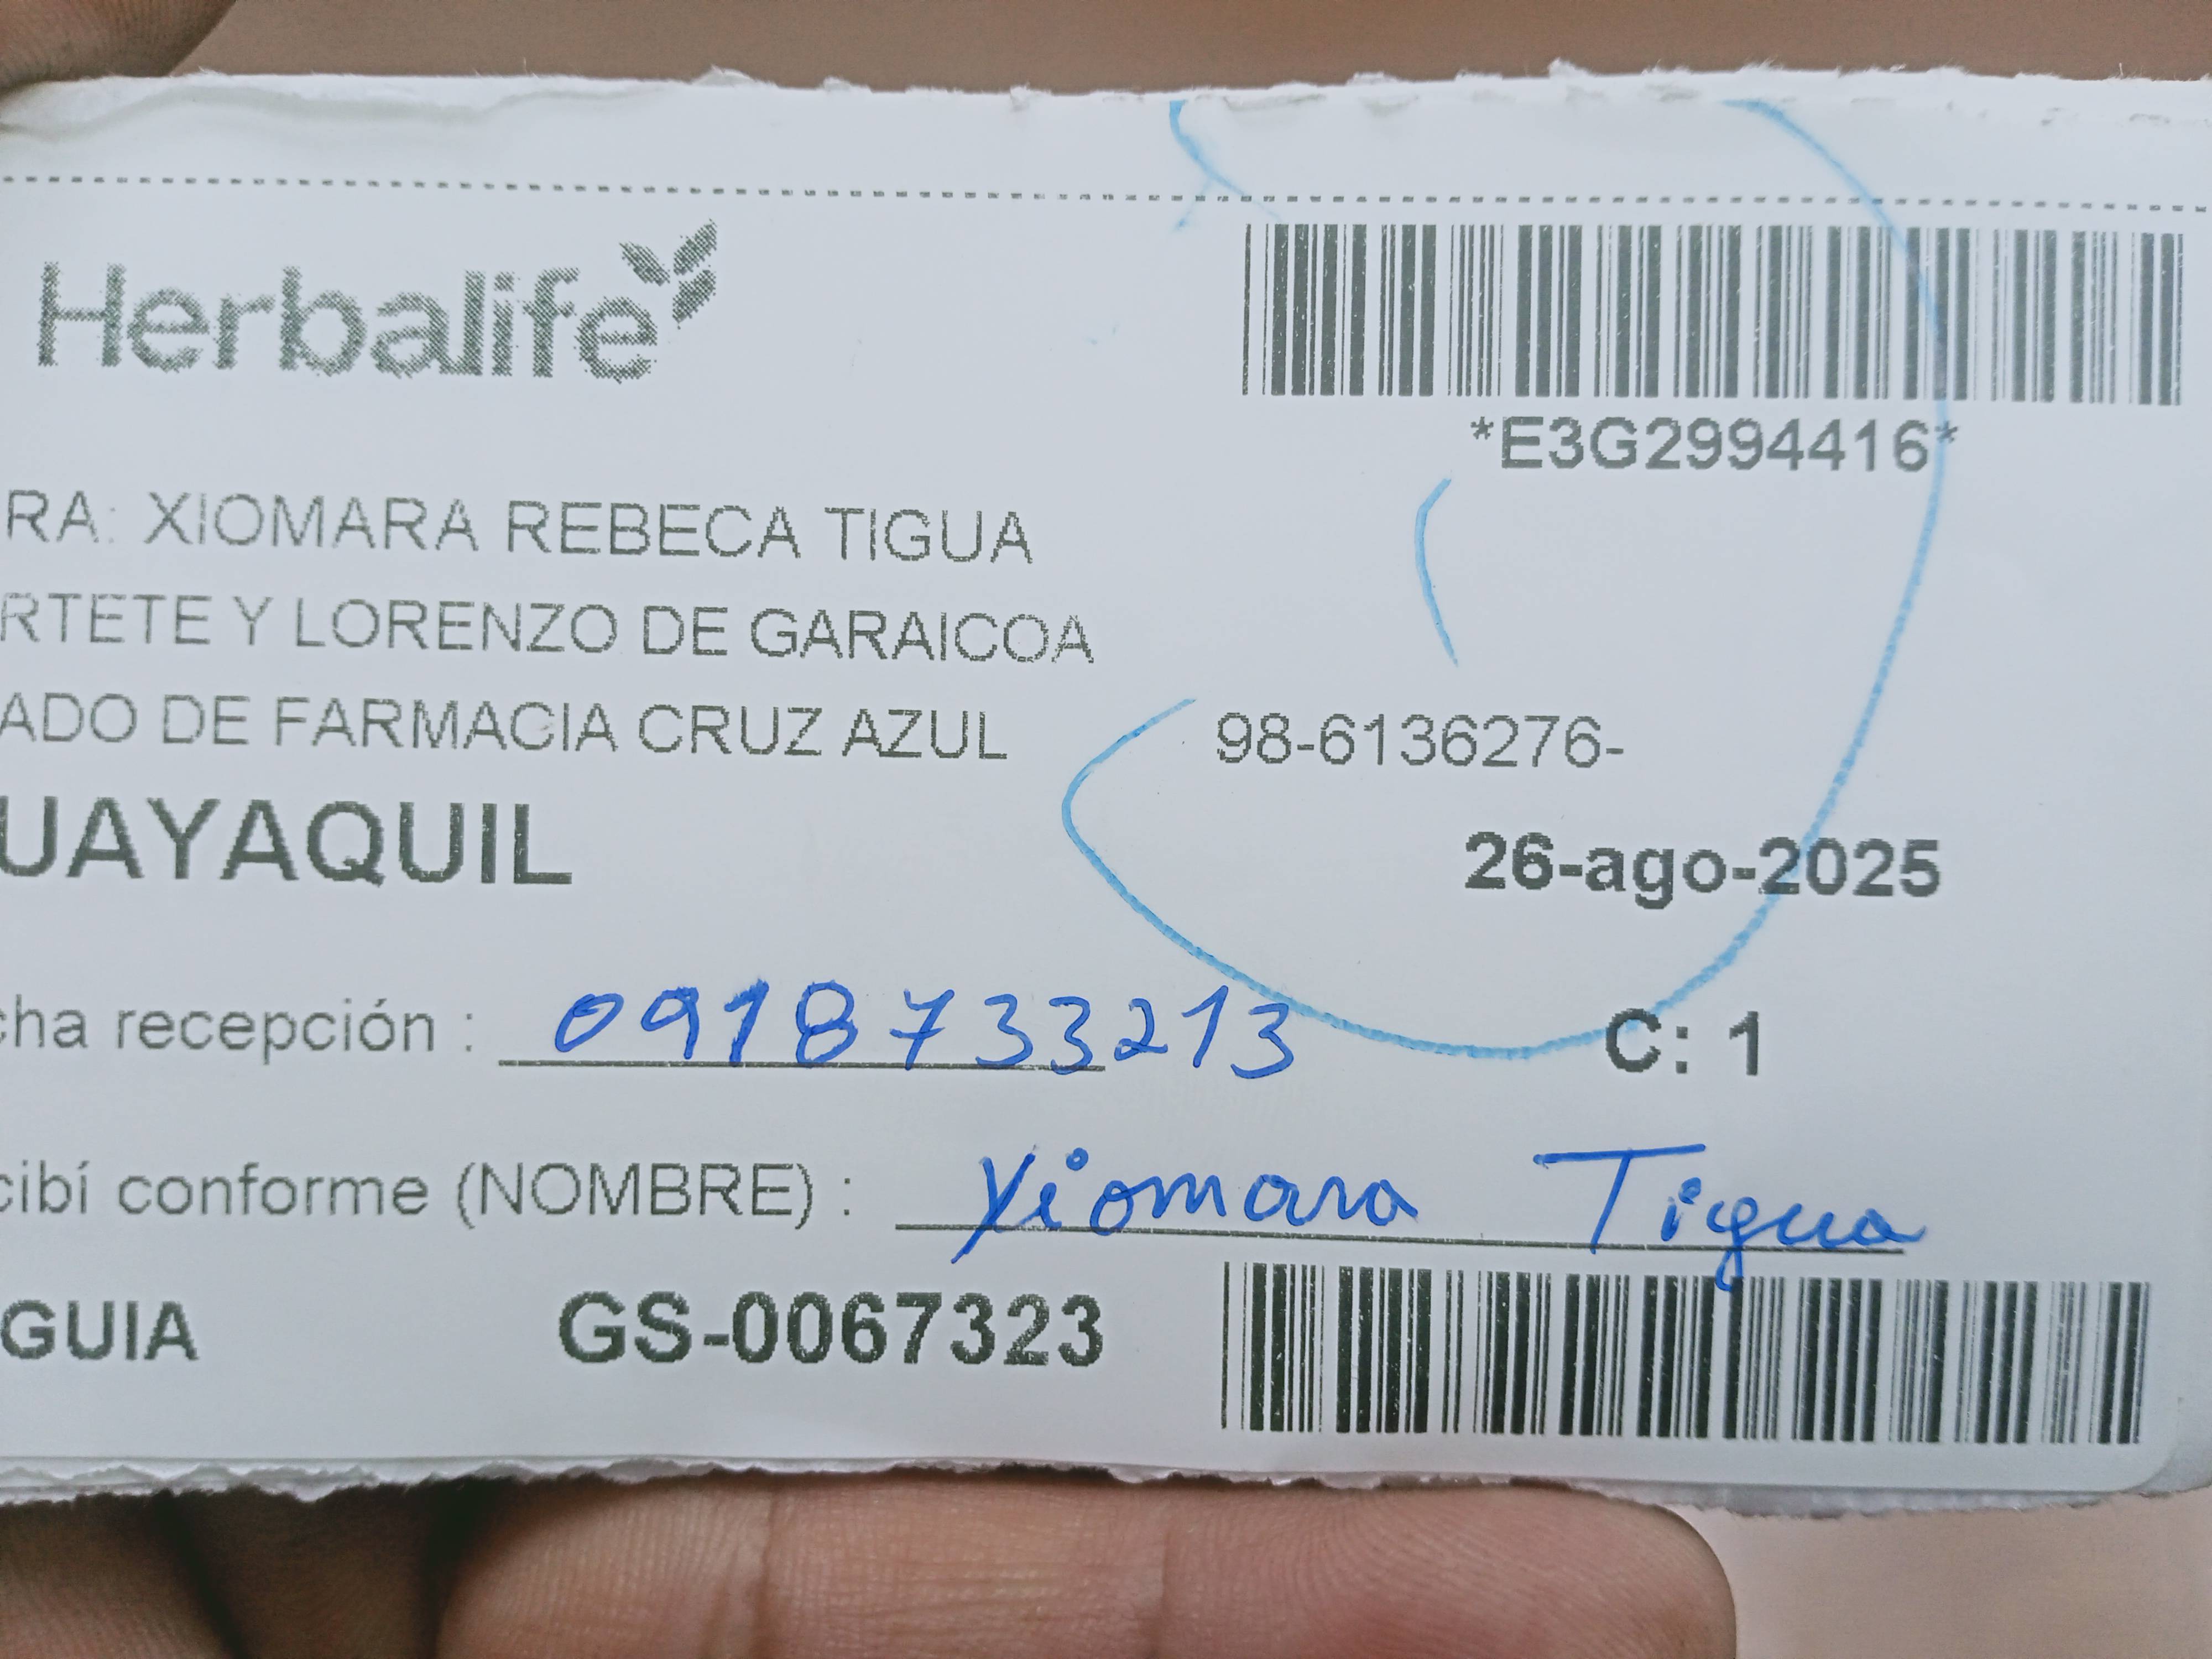 Herbalife
*E3G2994416*
RA: XIOMARA REBECA TIGUA
RTETE Y LORENZO DE GARAICOA
ADO DE FARMACIA CRUZ AZUL 98-6136276-
UAYAQUIL 26-ago-2025
cha recepción : 0918733213 C: 1
cibí conforme (NOMBRE) : Xiomara Tigua
GUIA GS-0067323